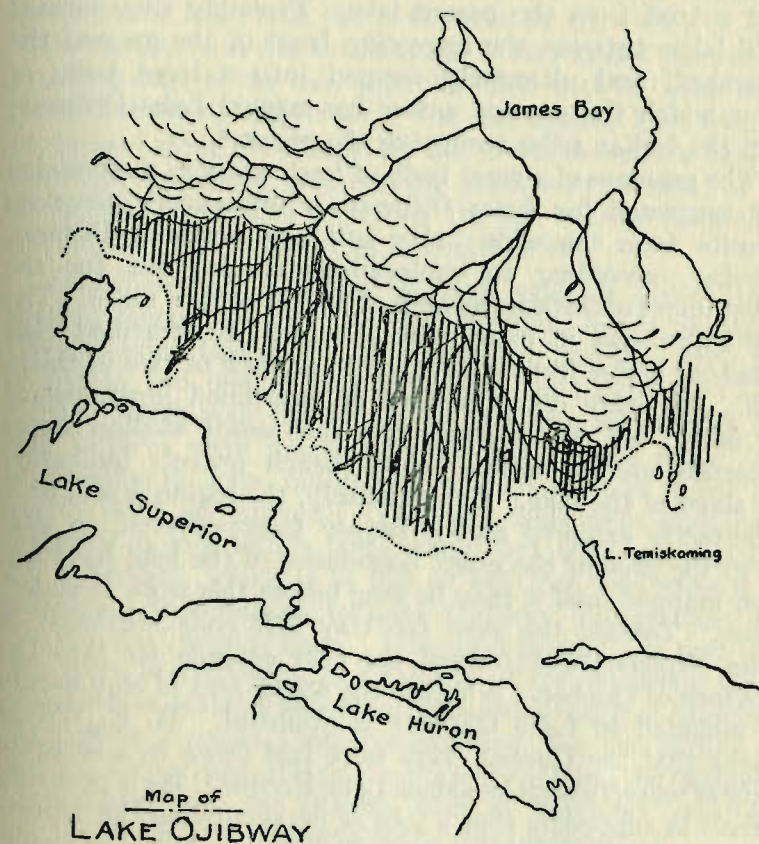 James Bay
Lake Superior
L. Temiskaming
Lake Huron
Map of
LAKE OJIBWAY